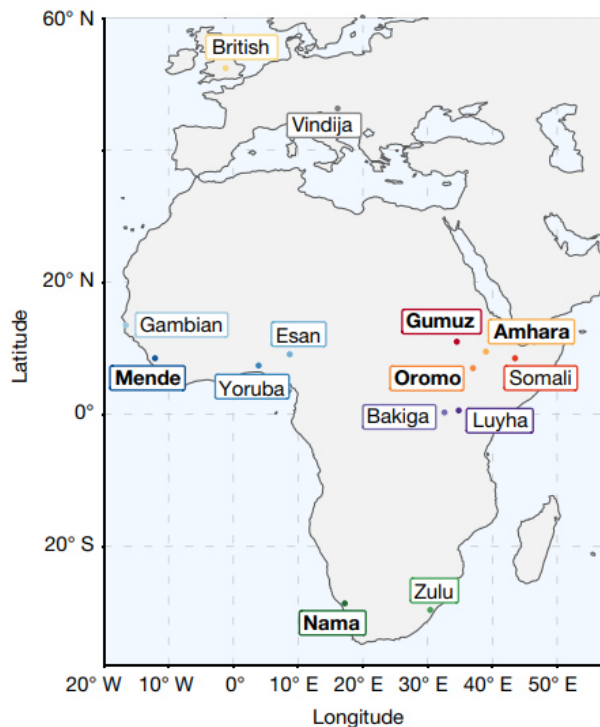 60° N
British
Vindija
20° N
Gambian
Esan
Gumuz
Amhara
Mende
Yoruba
Oromo
Somali
0°
Bakiga
Luyha
20° S
Zulu
Nama
20° W
10° W
0°
10° E
20° E
30° E
40° E
50° E
Longitude
Latitude